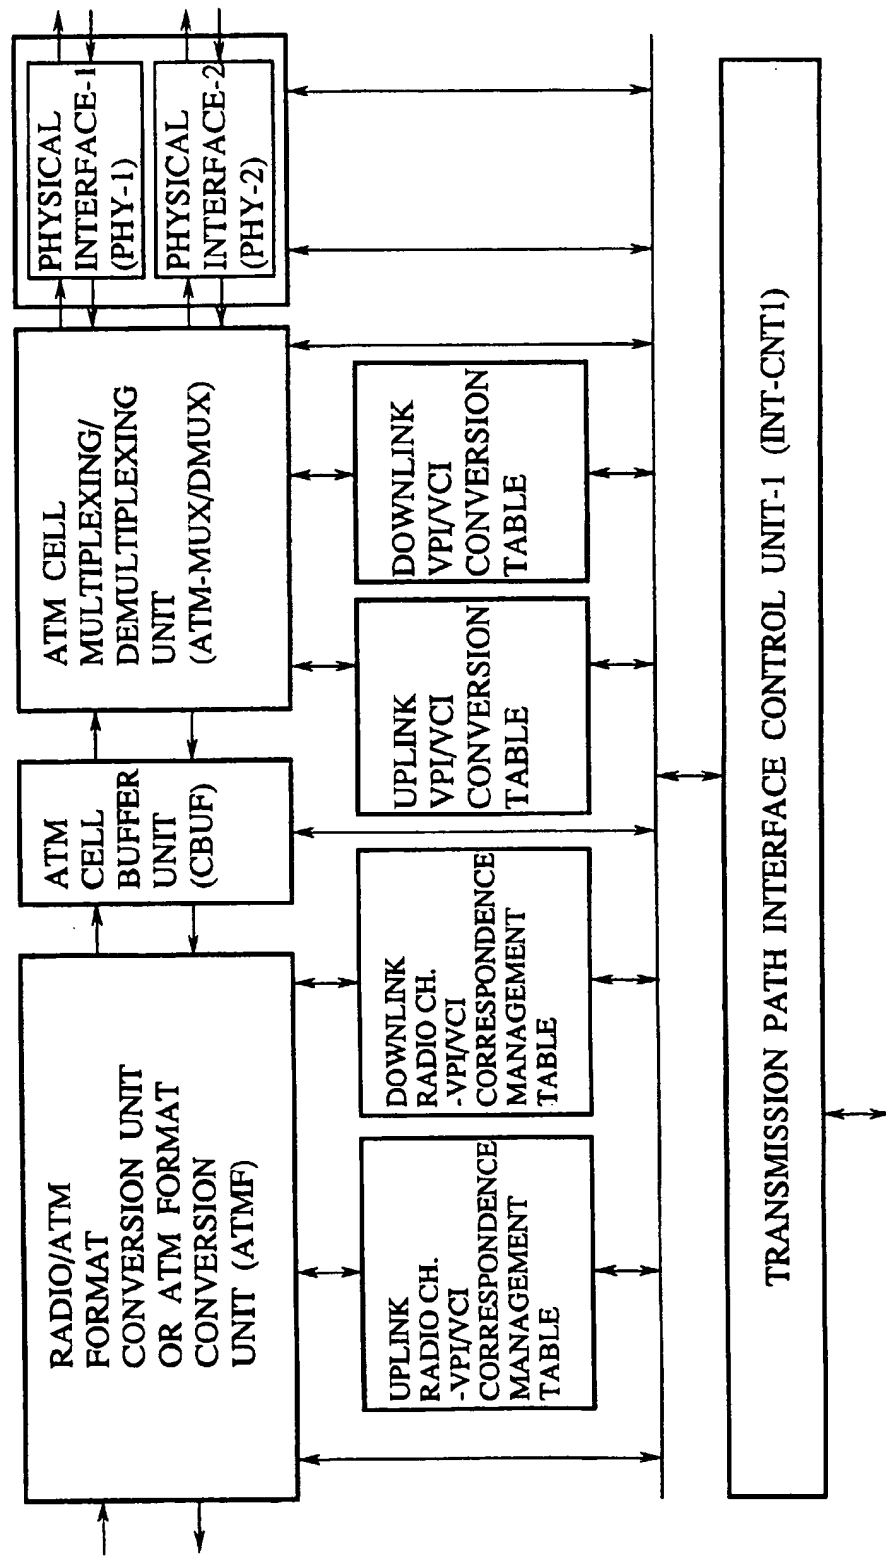 RADIO/ATM
FORMAT
CONVERSION UNIT
OR ATM FORMAT
CONVERSION
UNIT (ATMF)
ATM
CELL
BUFFER
UNIT
(CBUF)
ATM CELL
MULTIPLEXING/
DEMULTIPLEXING
UNIT
(ATM-MUX/DMUX)
PHYSICAL
INTERFACE-1
(PHY-1)
PHYSICAL
INTERFACE-2
(PHY-2)
UPLINK
RADIO CH.
-VPI/VCI
CORRESPONDENCE
MANAGEMENT
TABLE
DOWNLINK
RADIO CH.
-VPI/VCI
CORRESPONDENCE
MANAGEMENT
TABLE
UPLINK
VPI/VCI
CONVERSION
TABLE
DOWNLINK
VPI/VCI
CONVERSION
TABLE
TRANSMISSION PATH INTERFACE CONTROL UNIT-1 (INT-CNT1)